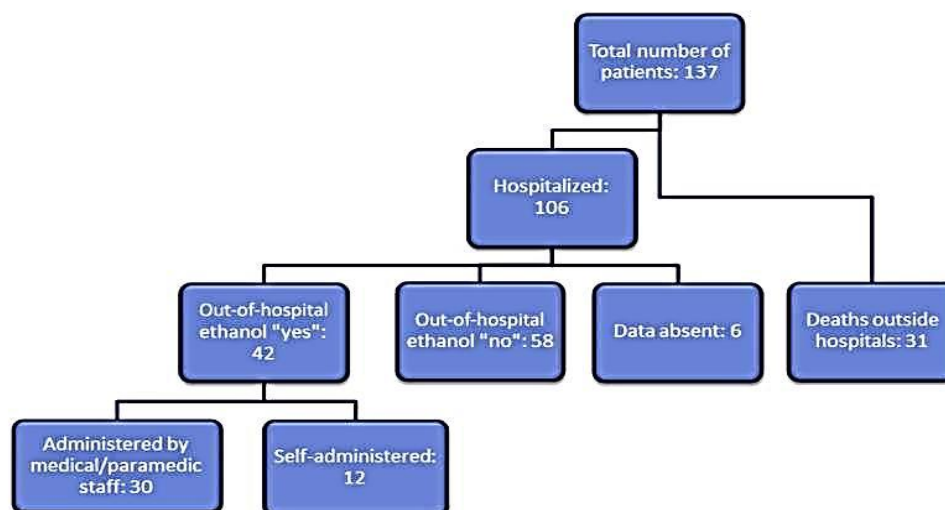 Total number of
patients: 137
Hospitalized:
106
Out-of-hospital
ethanol "yes":
42
Out-of-hospital
ethanol "no": 58
Data absent: 6
Deaths outside
hospitals: 31
Administered by
medical/paramedic
staff: 30
Self-administered:
12